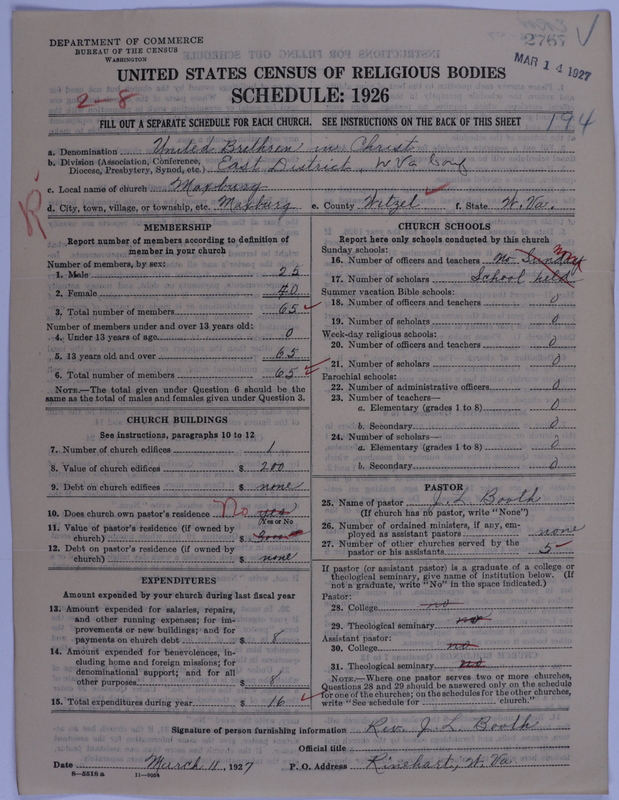 DEPARTMENT OF COMMERCE
BUREAU OF THE CENSUS
WASHINGTON
2767
MAR 14 1927
UNITED STATES CENSUS OF RELIGIOUS BODIES
2-8
SCHEDULE: 1926
FILL OUT A SEPARATE SCHEDULE FOR EACH CHURCH. SEE INSTRUCTIONS ON THE BACK OF THIS SHEET
194
a. Denomination United Brethren in Christ
b. Division (Association, Conference, Diocese, Presbytery, Synod, etc.) East District, W Va Conf
c. Local name of church Maxburg
d. City, town, village, or township, etc. Maxburg e. County Wetzel f. State W. Va.
R
MEMBERSHIP
Report number of members according to definition of member in your church
Number of members, by sex:
1. Male 25
2. Female 40
3. Total number of members 65
Number of members under and over 13 years old:
4. Under 13 years of age 0
5. 13 years old and over 65
6. Total number of members 65
NOTE.—The total given under Question 6 should be the same as the total of males and females given under Question 3.
CHURCH BUILDINGS
See instructions, paragraphs 10 to 12
7. Number of church edifices 1
8. Value of church edifices $ 200
9. Debt on church edifices $ none
10. Does church own pastor's residence No yes
(Yes or No)
11. Value of pastor's residence (if owned by church) $
12. Debt on pastor's residence (if owned by church) $ none
EXPENDITURES
Amount expended by your church during last fiscal year
13. Amount expended for salaries, repairs, and other running expenses; for improvements or new buildings; and for payments on church debt $ 8
14. Amount expended for benevolences, including home and foreign missions; for denominational support; and for all other purposes $ 8
15. Total expenditures during year $ 16
CHURCH SCHOOLS
Report here only schools conducted by this church
Sunday schools:
16. Number of officers and teachers No Sunday
17. Number of scholars School held
Summer vacation Bible schools:
18. Number of officers and teachers 0
19. Number of scholars 0
Week-day religious schools:
20. Number of officers and teachers 0
21. Number of scholars 0
Parochial schools:
22. Number of administrative officers 0
23. Number of teachers—
a. Elementary (grades 1 to 8) 0
b. Secondary 0
24. Number of scholars—
a. Elementary (grades 1 to 8) 0
b. Secondary 0
PASTOR
25. Name of pastor J. L. Booth
(If church has no pastor, write "None")
26. Number of ordained ministers, if any, employed as assistant pastors none
27. Number of other churches served by the pastor or his assistants 5
If pastor (or assistant pastor) is a graduate of a college or theological seminary, give name of institution below. (If not a graduate, write "No" in the space indicated.)
Pastor:
28. College no
29. Theological seminary no
Assistant pastor:
30. College no
31. Theological seminary no
NOTE.—Where one pastor serves two or more churches, Questions 28 and 29 should be answered only on the schedule for one of the churches; on the schedules for the other churches, write "See schedule for church."
Signature of person furnishing information Rev. J. L. Booth
Official title
Date March 11, 1927 P. O. Address Rinehart, W. Va
8—5518 a 11—9054